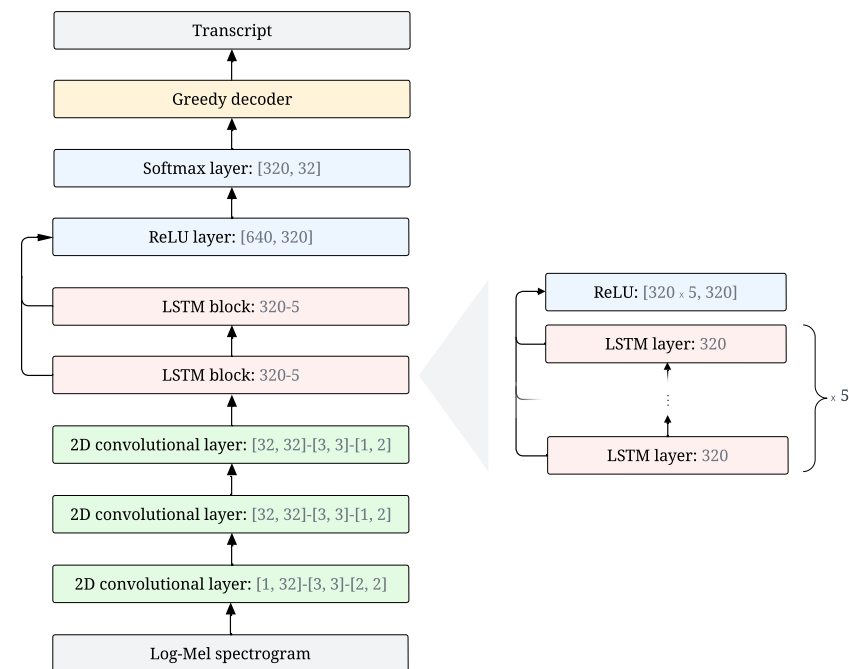 Transcript
Greedy decoder
Softmax layer: [320, 32]
ReLU layer: [640, 320]
LSTM block: 320-5
LSTM block: 320-5
2D convolutional layer: [32, 32]-[3, 3]-[1, 2]
2D convolutional layer: [32, 32]-[3, 3]-[1, 2]
2D convolutional layer: [1, 32]-[3, 3]-[2, 2]
Log-Mel spectrogram
ReLU: [320 x 5, 320]
LSTM layer: 320
⋮
LSTM layer: 320
x 5